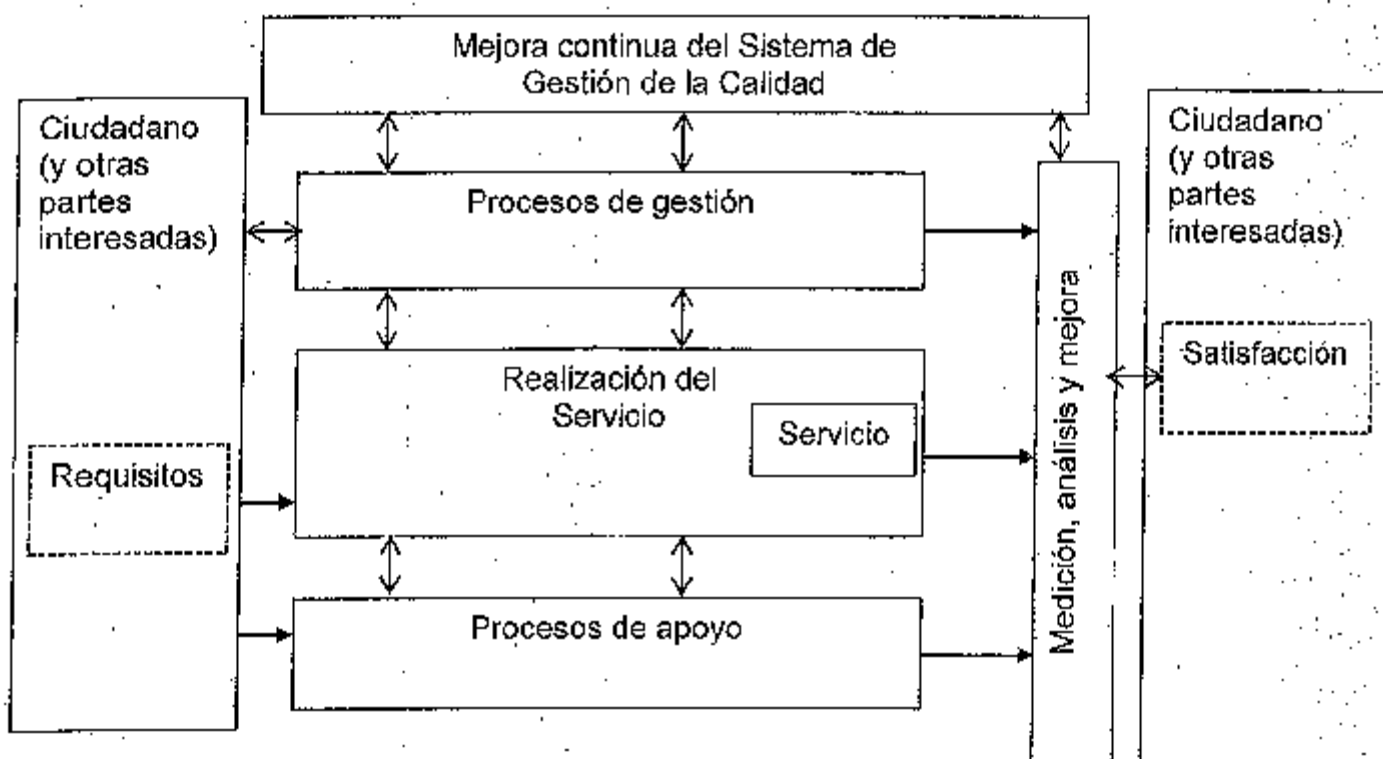 Mejora continua del Sistema de
Gestión de la Calidad
Ciudadano
(y otras
partes
interesadas)
Requisitos
Procesos de gestión
Realización del
Servicio
Servicio
Procesos de apoyo
Medición, análisis y mejora
Ciudadano
(y otras
partes
interesadas)
Satisfacción